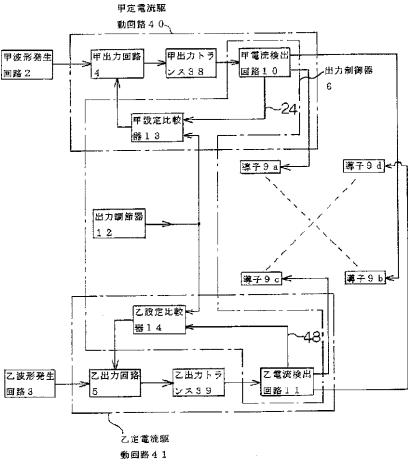 甲定電流駆
動回路４０
甲波形発生
回路２
甲出力回路
４
甲出力トラ
ンス３８
甲電流検出
回路１０
出力制御器
６
甲設定比較
器１３
24
導子９a
導子９d
出力調節器
１２
導子９c
導子９b
乙設定比較
器１４
48
乙波形発生
回路３
乙出力回路
５
乙出力トラ
ンス３９
乙電流検出
回路１１
乙定電流駆
動回路４１